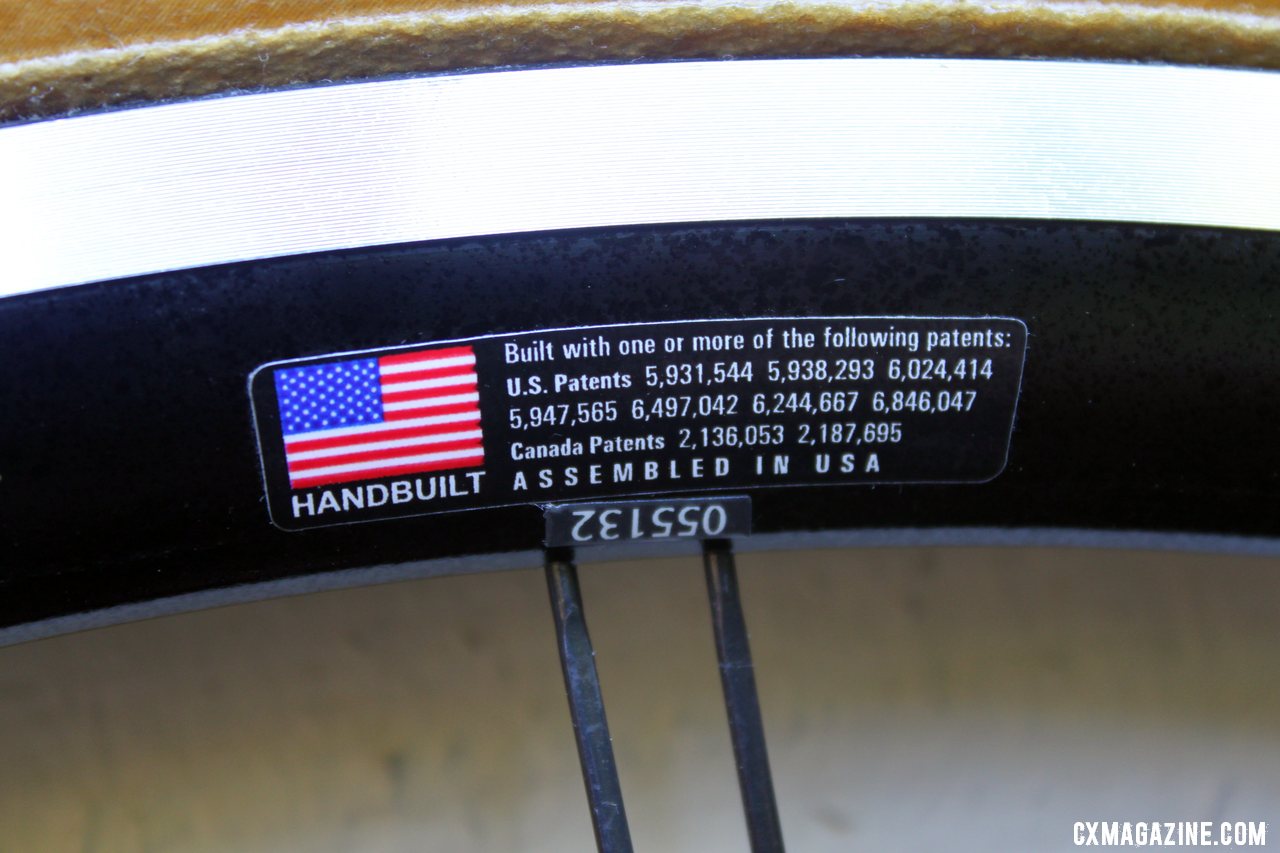 Built with one or more of the following patents:
U.S. Patents 5,931,544 5,938,293 6,024,414
5,947,565 6,497,042 6,244,667 6,846,047
Canada Patents 2,136,053 2,187,695
ASSEMBLED IN USA
HANDBUILT
055132
CXMAGAZINE.COM